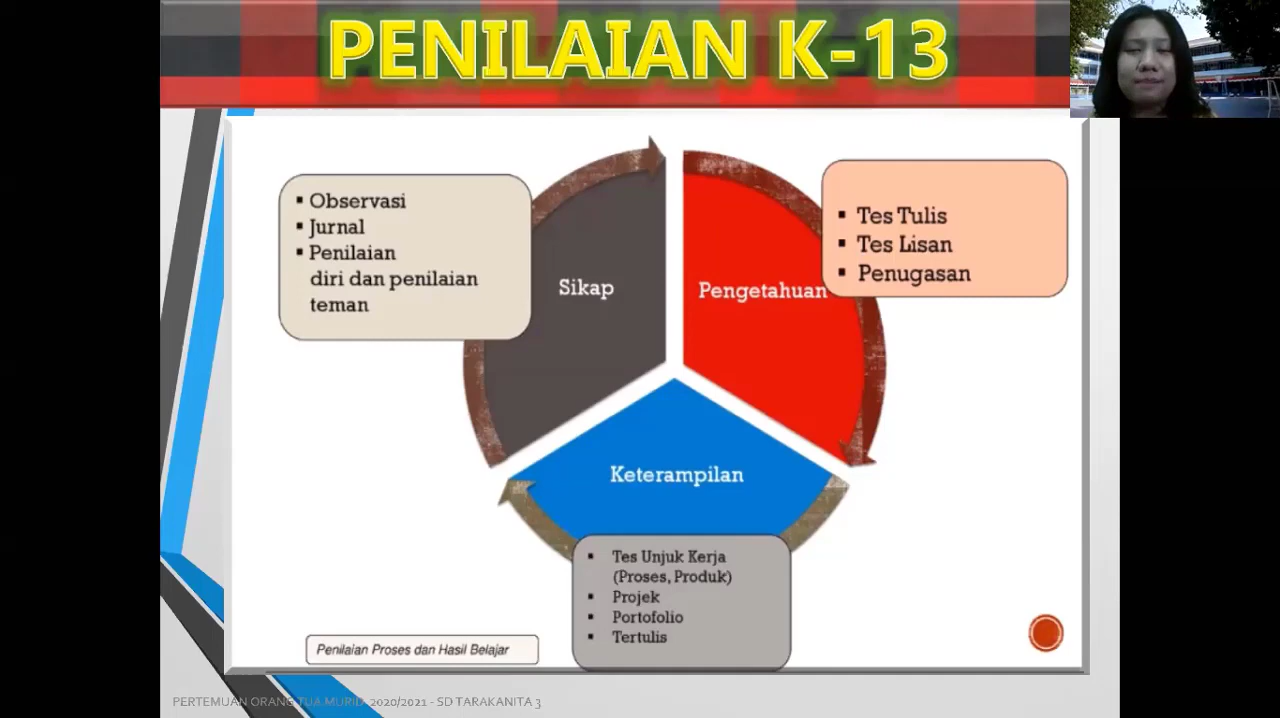 PENILAIAN K-13
▪ Observasi
▪ Jurnal
▪ Penilaian
diri dan penilaian
teman
Sikap
Pengetahuan
▪ Tes Tulis
▪ Tes Lisan
▪ Penugasan
Keterampilan
▪ Tes Unjuk Kerja
(Proses, Produk)
▪ Projek
▪ Portofolio
▪ Tertulis
Penilaian Proses dan Hasil Belajar
PERTEMUAN ORANG TUA MURID 2020/2021 - SD TARAKANITA 3